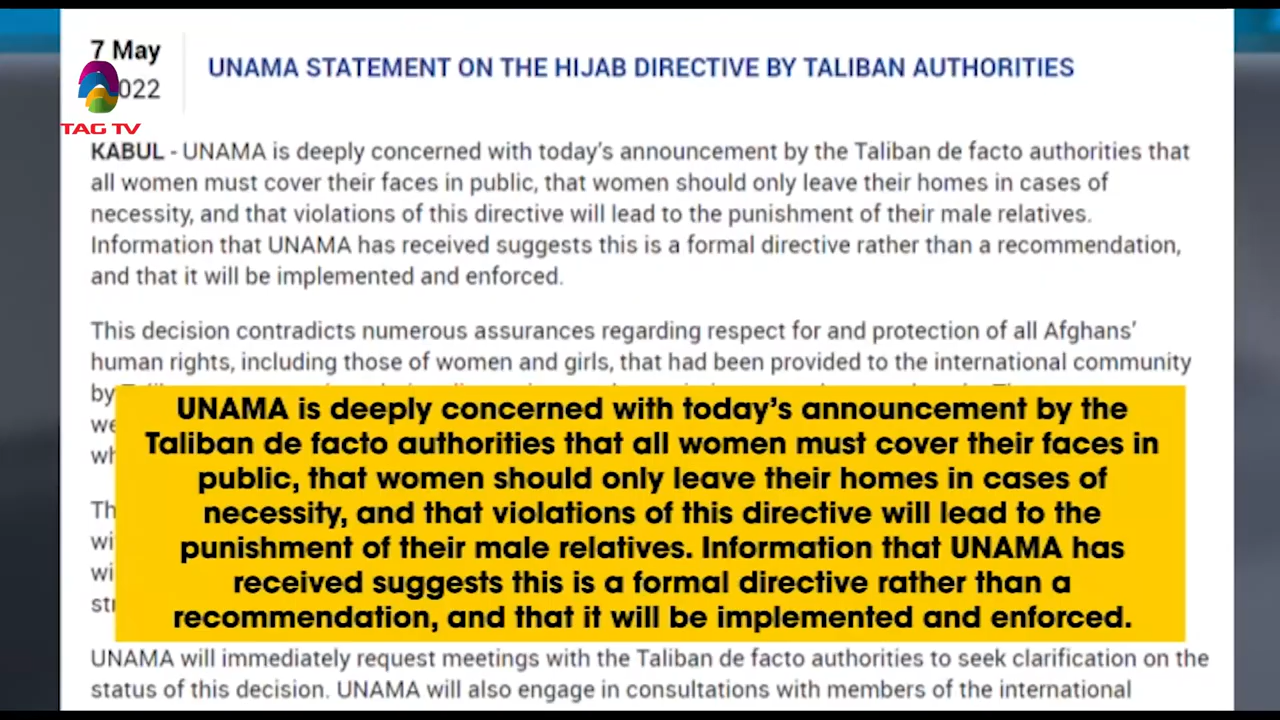 7 May
022
TAG TV
UNAMA STATEMENT ON THE HIJAB DIRECTIVE BY TALIBAN AUTHORITIES
KABUL - UNAMA is deeply concerned with today's announcement by the Taliban de facto authorities that
all women must cover their faces in public, that women should only leave their homes in cases of
necessity, and that violations of this directive will lead to the punishment of their male relatives.
Information that UNAMA has received suggests this is a formal directive rather than a recommendation,
and that it will be implemented and enforced.
This decision contradicts numerous assurances regarding respect for and protection of all Afghans'
human rights, including those of women and girls, that had been provided to the international community
by
UNAMA is deeply concerned with today's announcement by the
Taliban de facto authorities that all women must cover their faces in
public, that women should only leave their homes in cases of
necessity, and that violations of this directive will lead to the
punishment of their male relatives. Information that UNAMA has
received suggests this is a formal directive rather than a
recommendation, and that it will be implemented and enforced.
UNAMA will immediately request meetings with the Taliban de facto authorities to seek clarification on the
status of this decision. UNAMA will also engage in consultations with members of the international